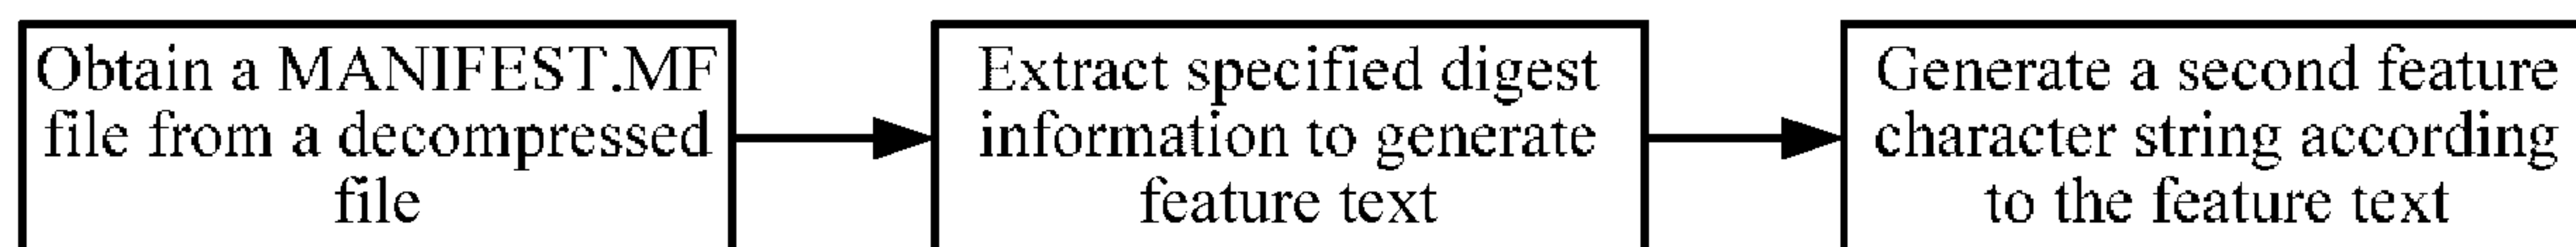 Obtain a MANIFEST.MF
file from a decompressed
file
Extract specified digest
information to generate
feature text
Generate a second feature
character string according
to the feature text